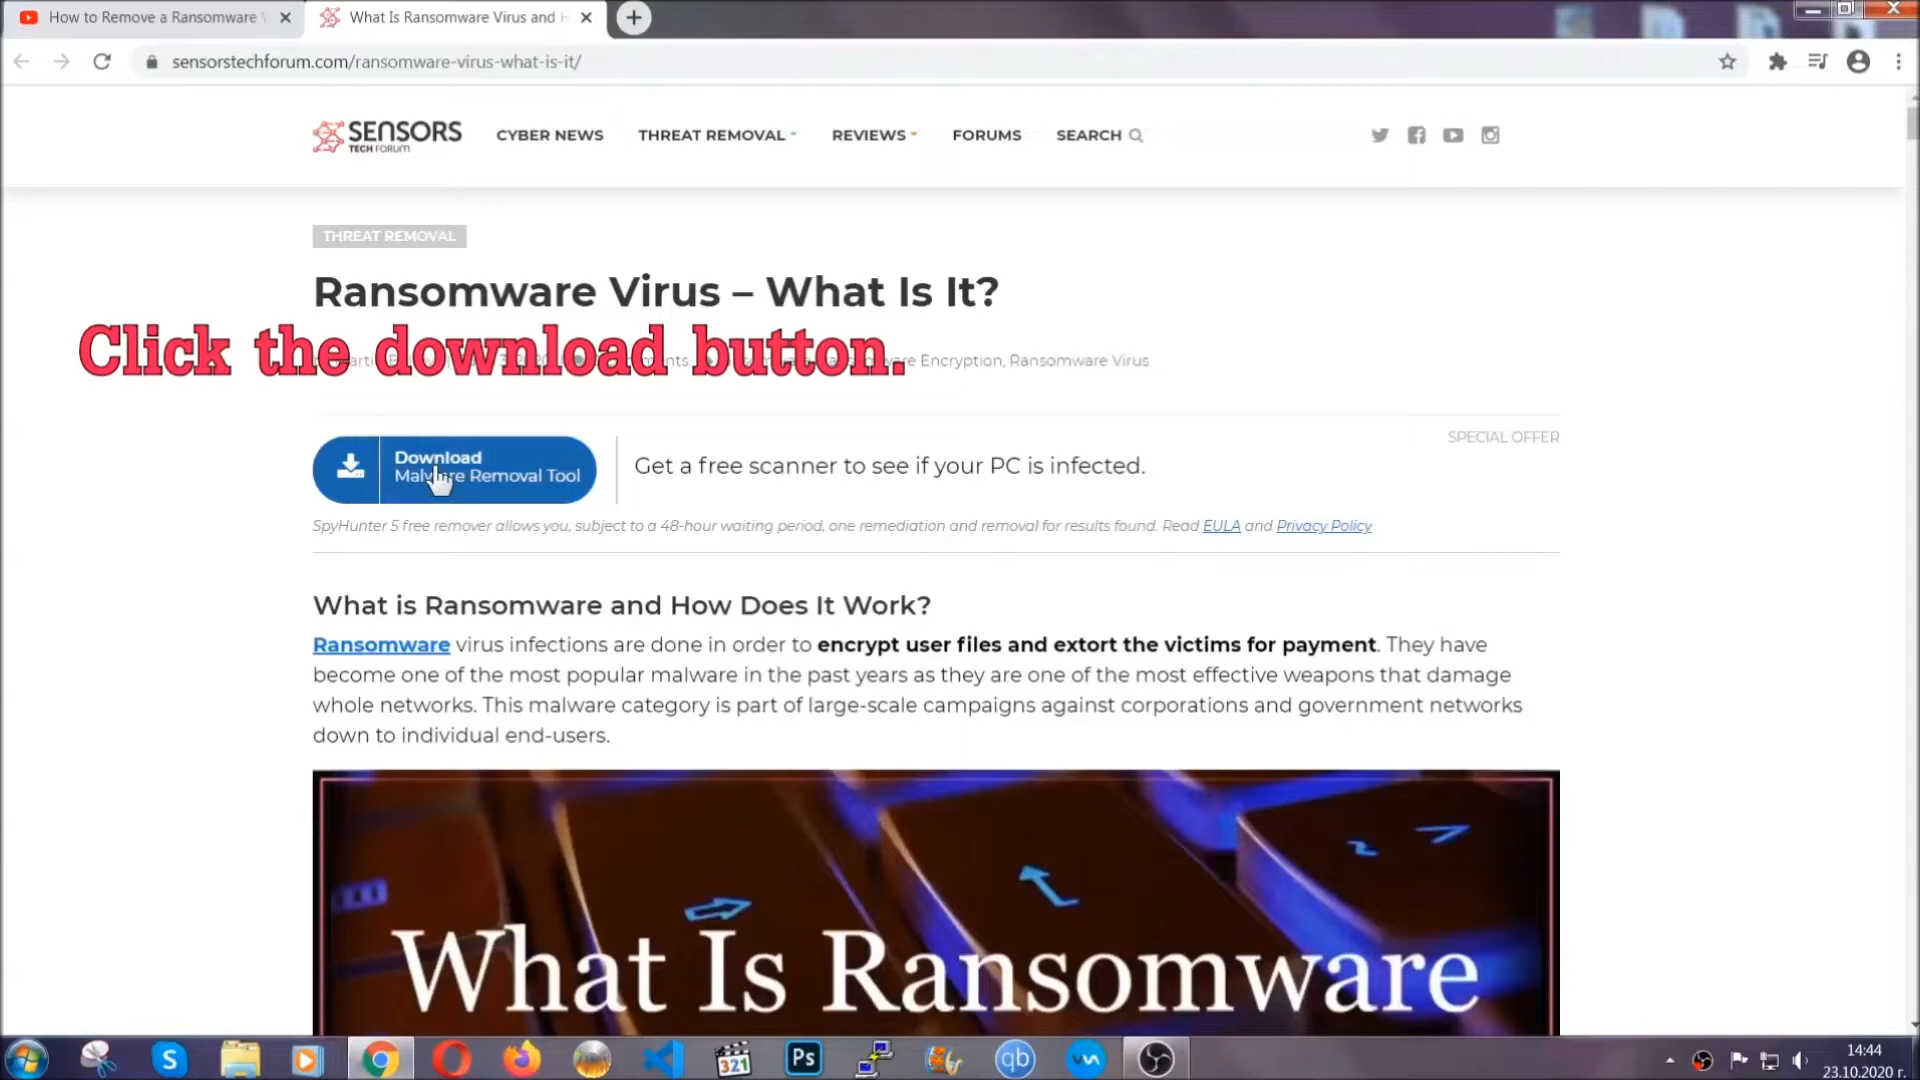 How to Remove a Ransomware
What Is Ransomware Virus and
sensorstechforum.com/ransomware-virus-what-is-it/
SENSORS
TECH FORUM
CYBER NEWS THREAT REMOVAL REVIEWS FORUMS SEARCH
THREAT REMOVAL
Ransomware Virus – What Is It?
Click the download button.
Encryption, Ransomware Virus
SPECIAL OFFER
Download
Malware Removal Tool
Get a free scanner to see if your PC is infected.
SpyHunter 5 free remover allows you, subject to a 48-hour waiting period, one remediation and removal for results found. Read EULA and Privacy Policy
What is Ransomware and How Does It Work?
Ransomware virus infections are done in order to encrypt user files and extort the victims for payment. They have
become one of the most popular malware in the past years as they are one of the most effective weapons that damage
whole networks. This malware category is part of large-scale campaigns against corporations and government networks
down to individual end-users.
What Is Ransomware
S
321
Ps
qb
14:44
23.10.2020 г.